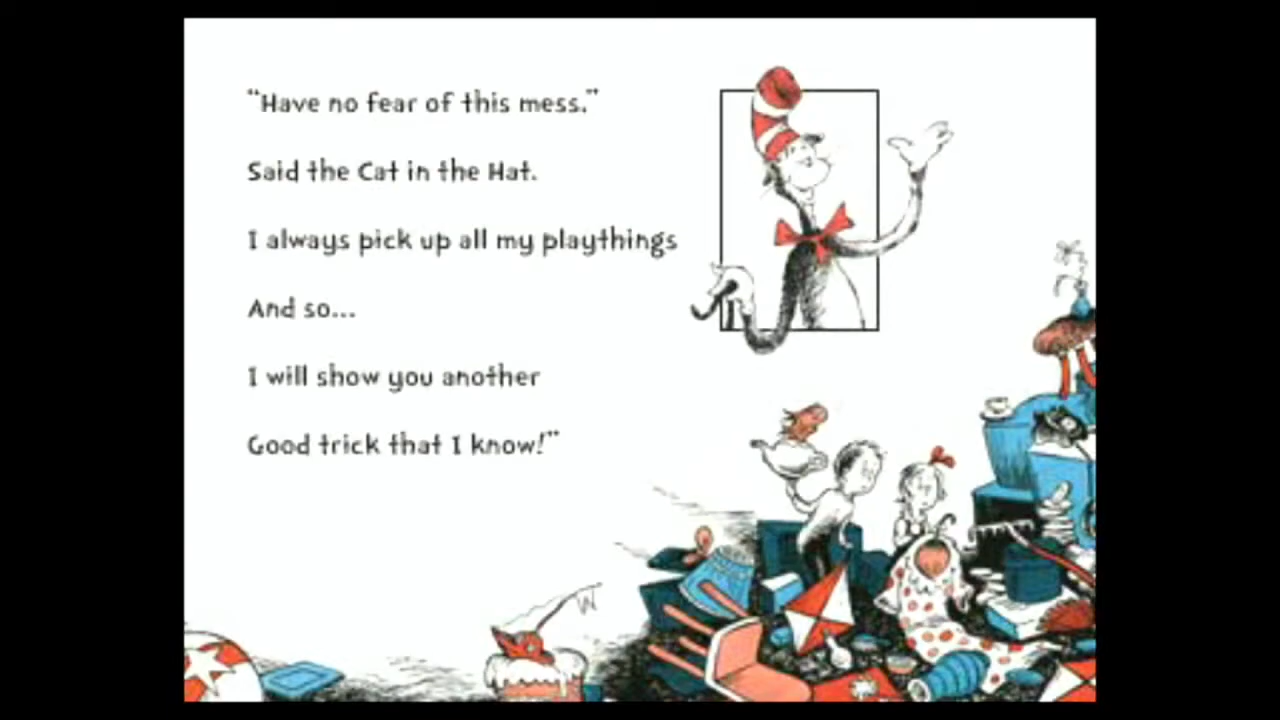 “Have no fear of this mess.”
Said the Cat in the Hat.
I always pick up all my playthings
And so...
I will show you another
Good trick that I know!”